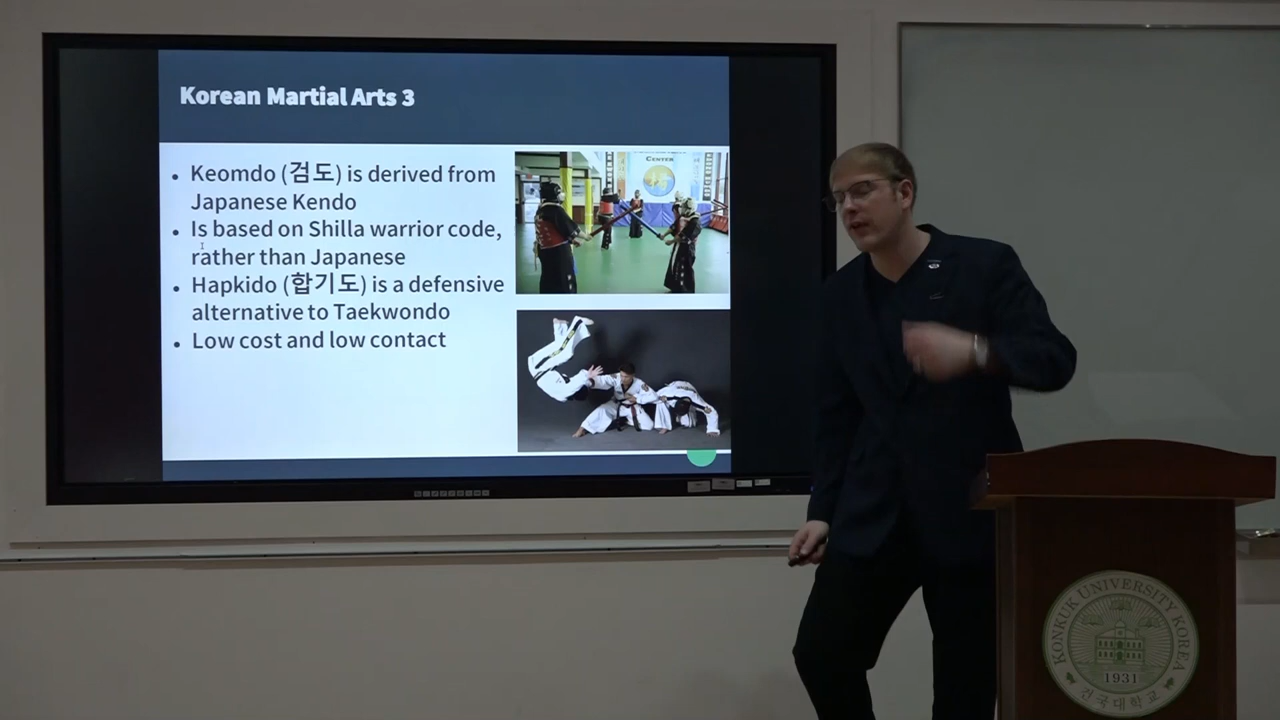 Korean Martial Arts 3
• Keomdo (검도) is derived from
Japanese Kendo
• Is based on Shilla warrior code,
rather than Japanese
• Hapkido (합기도) is a defensive
alternative to Taekwondo
• Low cost and low contact
CENTER
KONKUK UNIVERSITY KOREA
1931
건국대학교